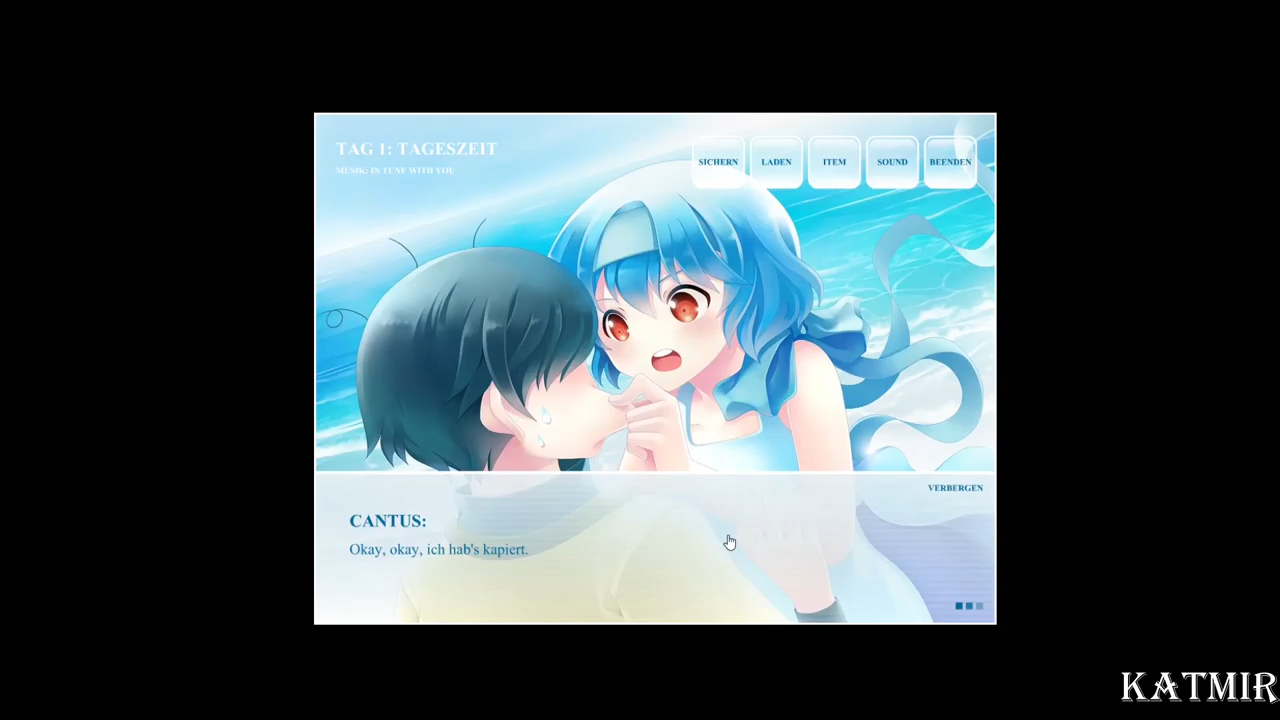 TAG 1: TAGESZEIT
MUSIK: IN TUNE WITH YOU
SICHERN
LADEN
ITEM
SOUND
BEENDEN
VERBERGEN
CANTUS:
Okay, okay, ich hab's kapiert.
KATMIR